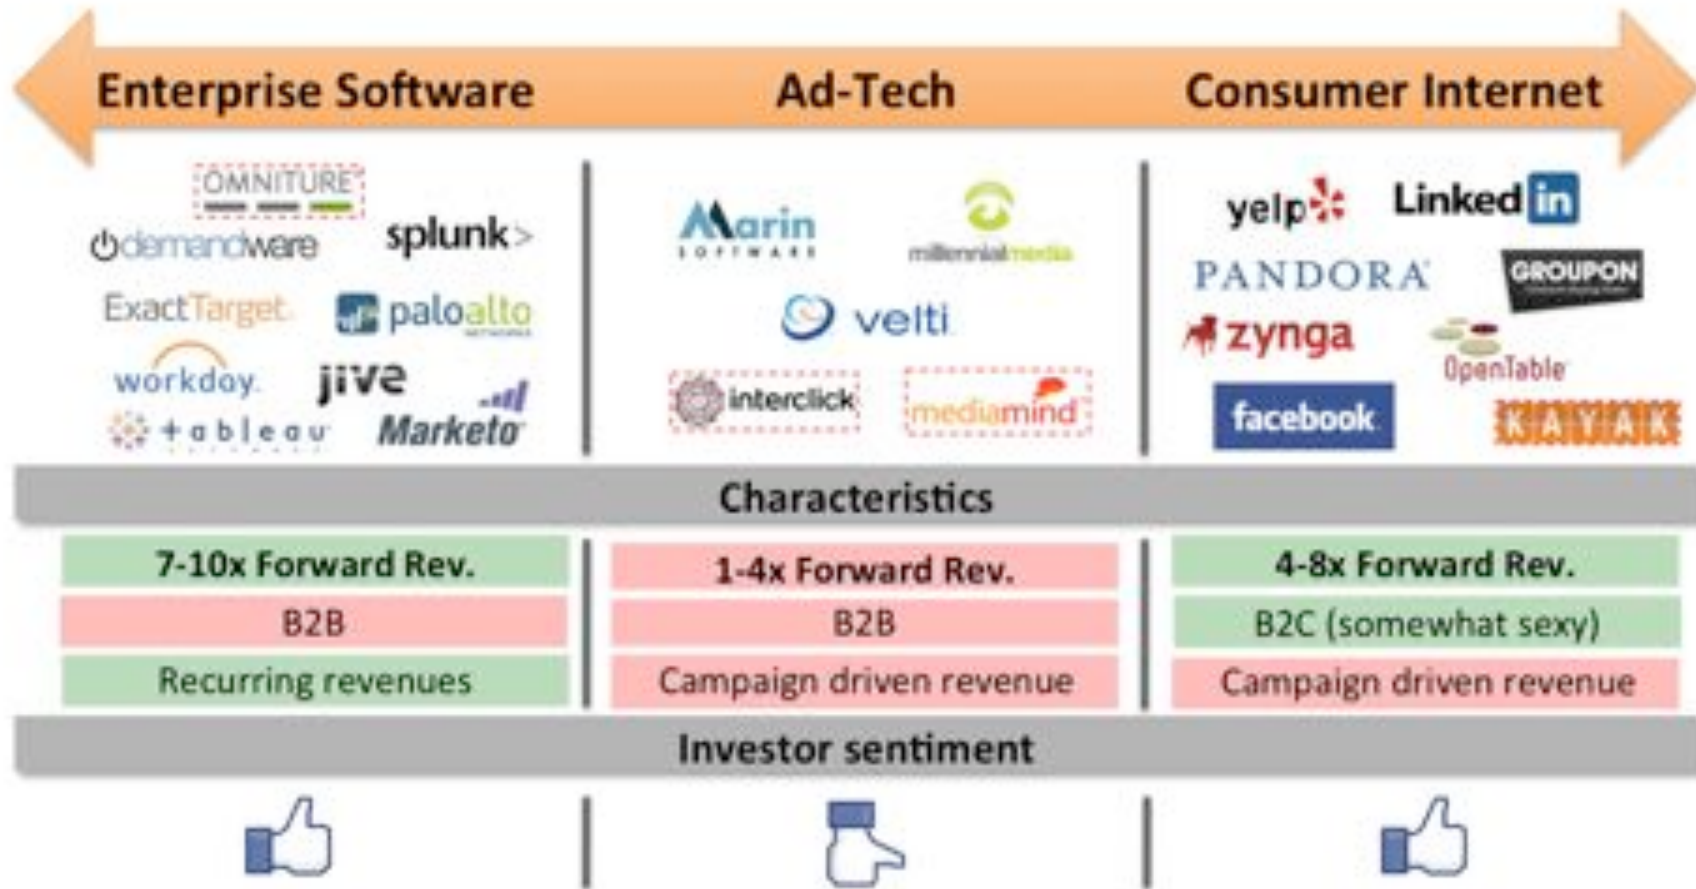 Enterprise Software
Ad-Tech
Consumer Internet
OMNITURE
demandware
splunk>
ExactTarget.
paloalto
NETWORKS
workday.
jive
+ableau
Marketo
Marin
SOFTWARE
millennialmedia
velti
interclick
mediamind
yelp
Linked in
PANDORA
GROUPON
zynga
OpenTable
facebook
KAYAK
Characteristics
7-10x Forward Rev.
1-4x Forward Rev.
4-8x Forward Rev.
B2B
B2B
B2C (somewhat sexy)
Recurring revenues
Campaign driven revenue
Campaign driven revenue
Investor sentiment